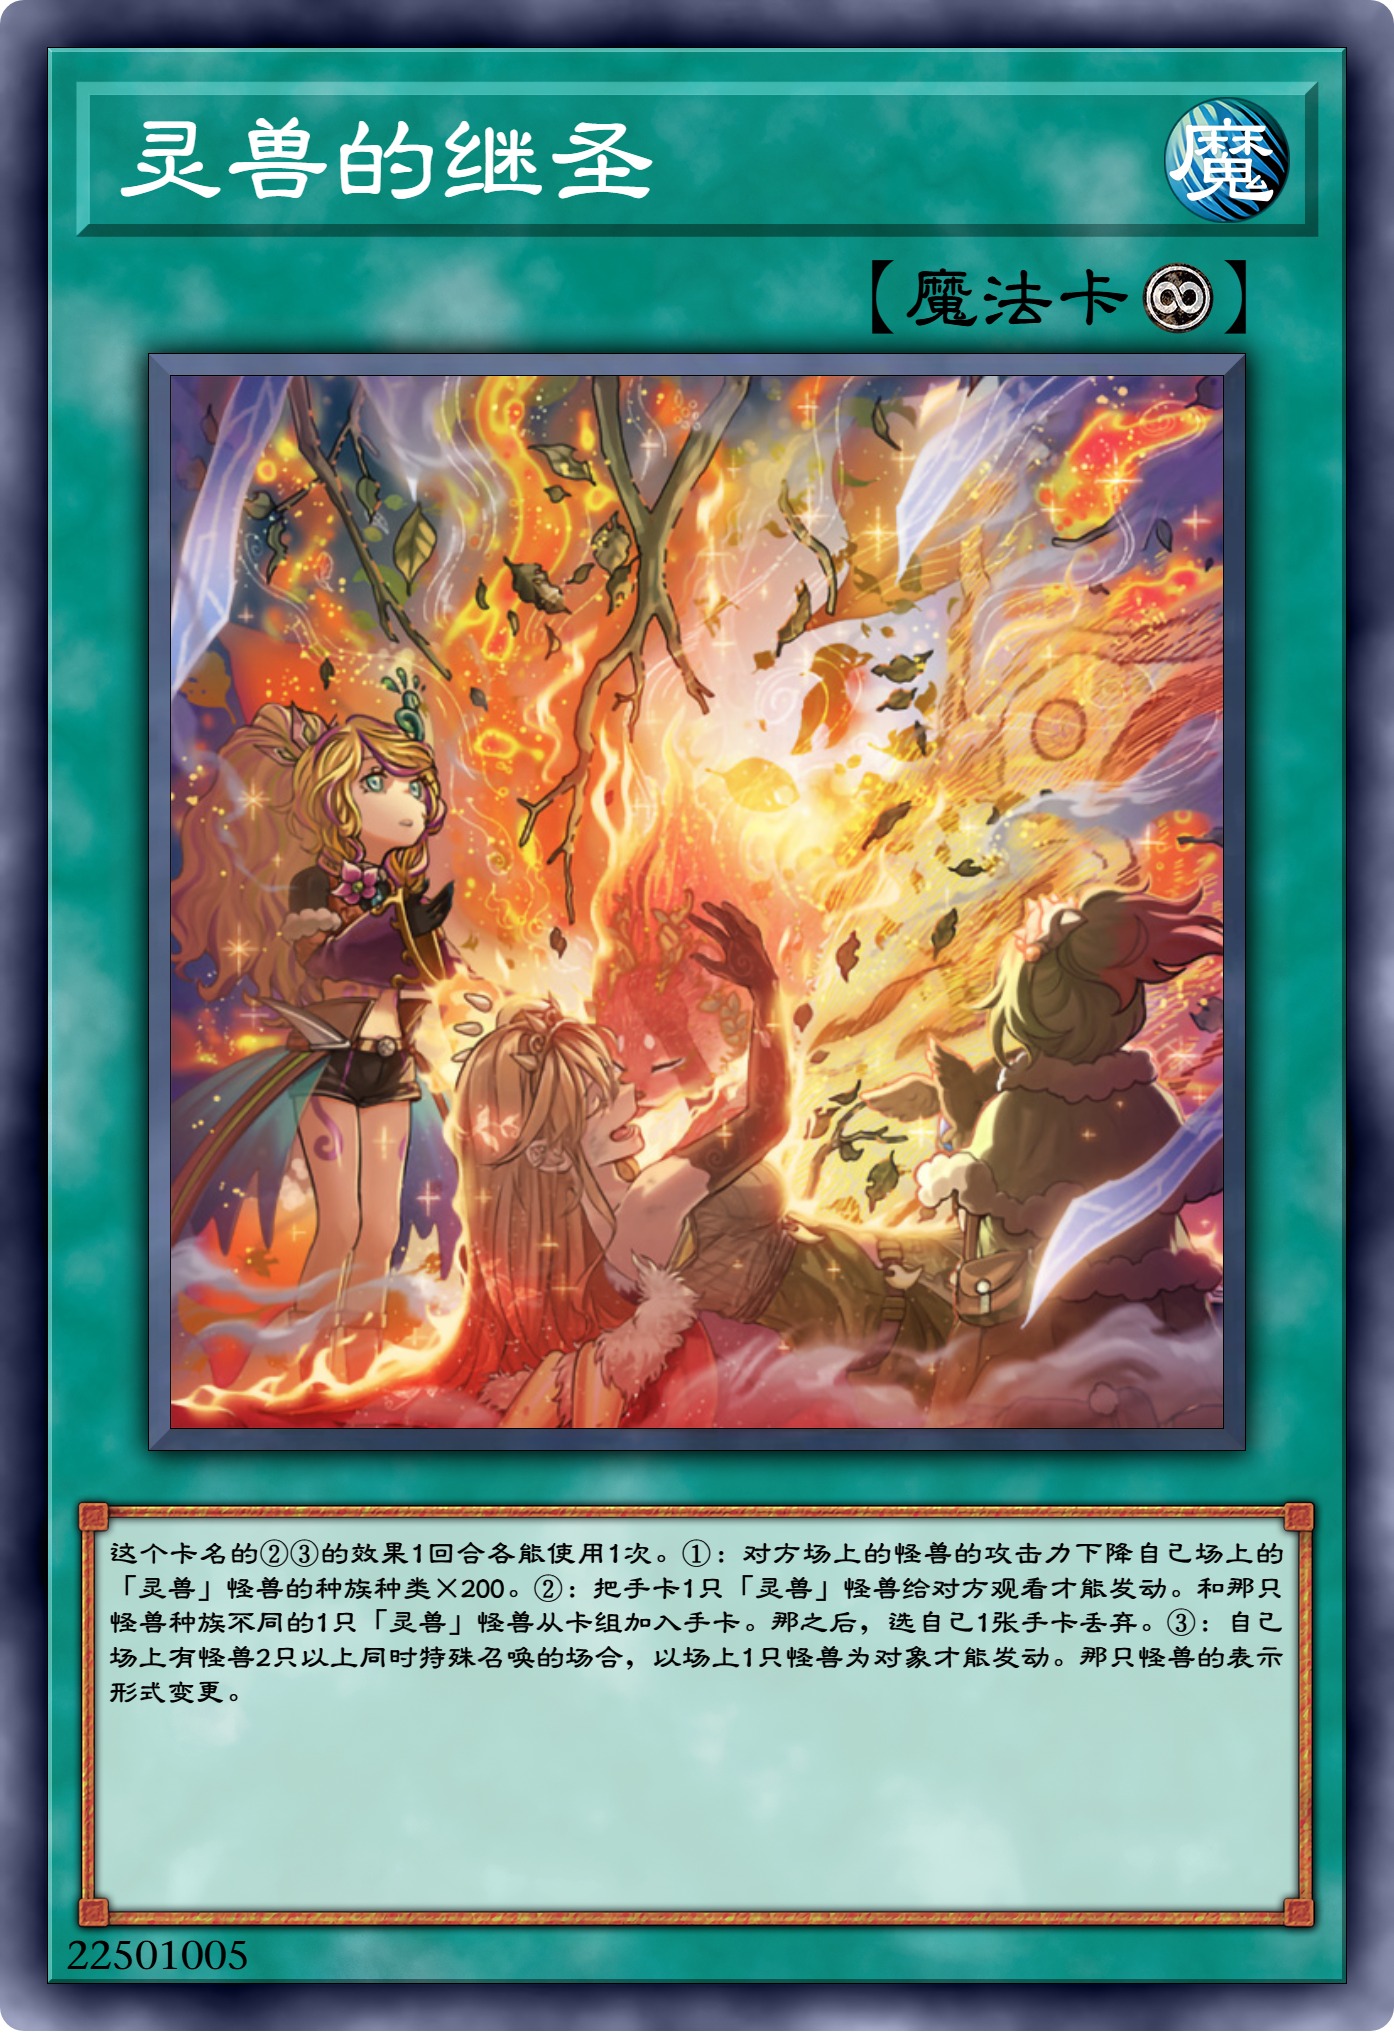 灵兽的继圣
魔
【魔法卡】
这个卡名的②③的效果1回合各能使用1次。①：对方场上的怪兽的攻击力下降自己场上的
「灵兽」怪兽的种族种类×200。②：把手卡1只「灵兽」怪兽给对方观看才能发动。和那只
怪兽种族不同的1只「灵兽」怪兽从卡组加入手卡。那之后，选自己1张手卡丢弃。③：自己
场上有怪兽2只以上同时特殊召唤的场合，以场上1只怪兽为对象才能发动。那只怪兽的表示
形式变更。
22501005